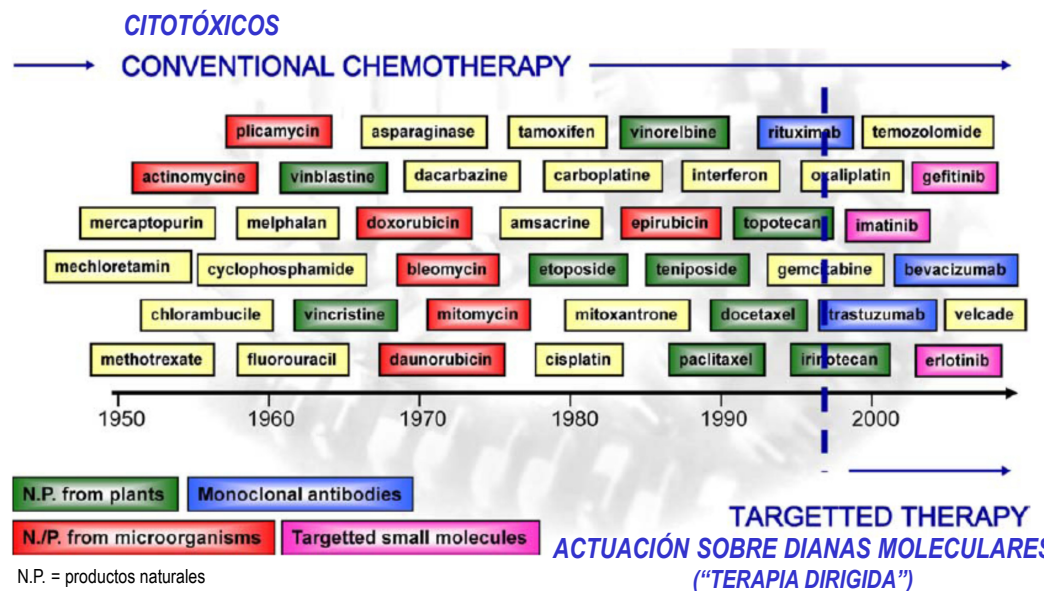 CITOTÓXICOS
CONVENTIONAL CHEMOTHERAPY
plicamycin asparaginase tamoxifen vinorelbine rituximab temozolomide
actinomycine vinblastine dacarbazine carboplatine interferon oxaliplatin gefitinib
mercaptopurin melphalan doxorubicin amsacrine epirubicin topotecan imatinib
mechloretamin cyclophosphamide bleomycin etoposide teniposide gemcitabine bevacizumab
chlorambucile vincristine mitomycin mitoxantrone docetaxel trastuzumab velcade
methotrexate fluorouracil daunorubicin cisplatin paclitaxel irinotecan erlotinib
1950 1960 1970 1980 1990 2000
N.P. from plants Monoclonal antibodies
N./P. from microorganisms Targetted small molecules
N.P. = productos naturales
TARGETTED THERAPY
ACTUACIÓN SOBRE DIANAS MOLECULARES
(“TERAPIA DIRIGIDA”)